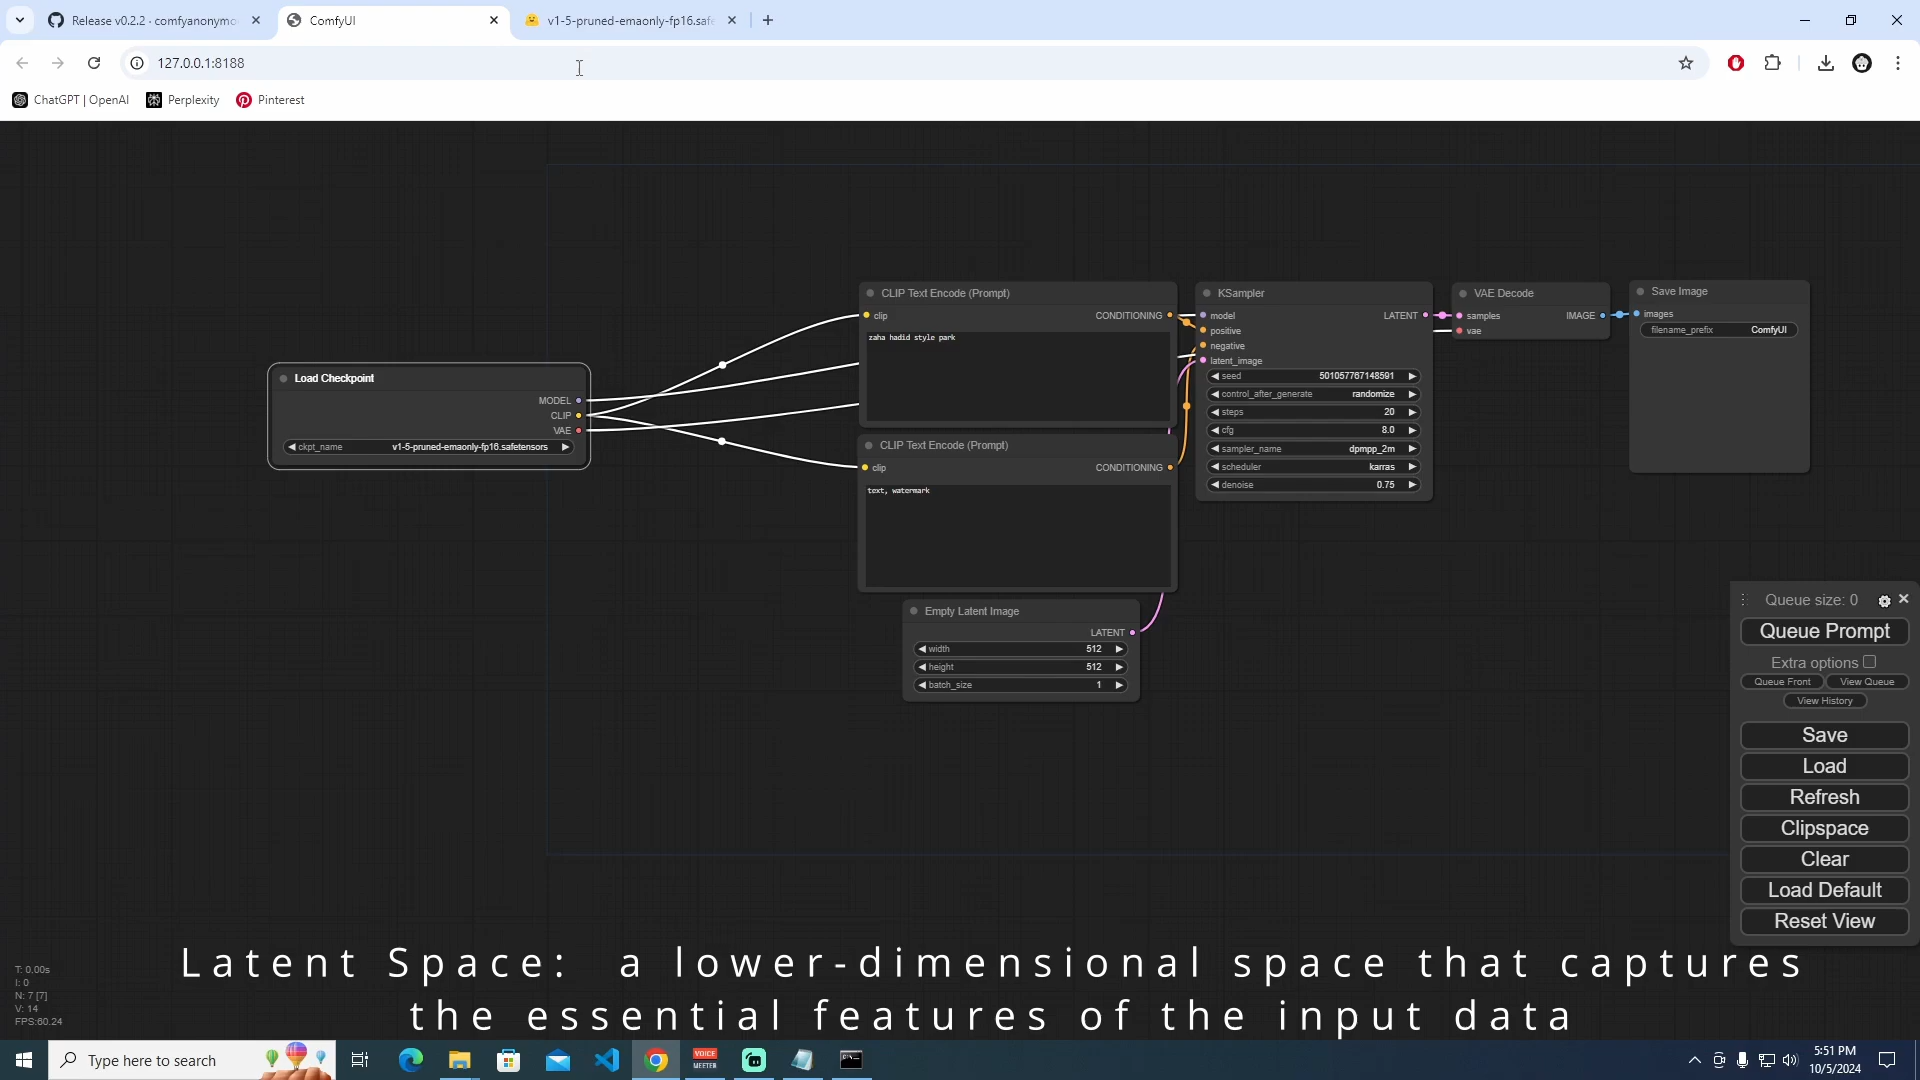 Release v0.2.2 · comfyanonymo
ComfyUI
v1-5-pruned-emaonly-fp16.safe
127.0.0.1:8188
ChatGPT | OpenAI
Perplexity
Pinterest
CLIP Text Encode (Prompt)
clip
CONDITIONING
zaha hadid style park
KSampler
model
LATENT
positive
negative
latent_image
seed 501057767148591
control_after_generate randomize
steps 20
cfg 8.0
sampler_name dpmpp_2m
scheduler karras
denoise 0.75
VAE Decode
samples
IMAGE
vae
Save Image
images
filename_prefix ComfyUI
Load Checkpoint
MODEL
CLIP
VAE
ckpt_name v1-5-pruned-emaonly-fp16.safetensors
CLIP Text Encode (Prompt)
clip
CONDITIONING
text, watermark
Empty Latent Image
LATENT
width 512
height 512
batch_size 1
Queue size: 0
Queue Prompt
Extra options
Queue Front
View Queue
View History
Save
Load
Refresh
Clipspace
Clear
Load Default
Reset View
Latent Space: a lower-dimensional space that captures
the essential features of the input data
T: 0.00s
I: 0
N: 7 [7]
V: 14
FPS:60.24
Type here to search
VOICE
MEETER
5:51 PM
10/5/2024